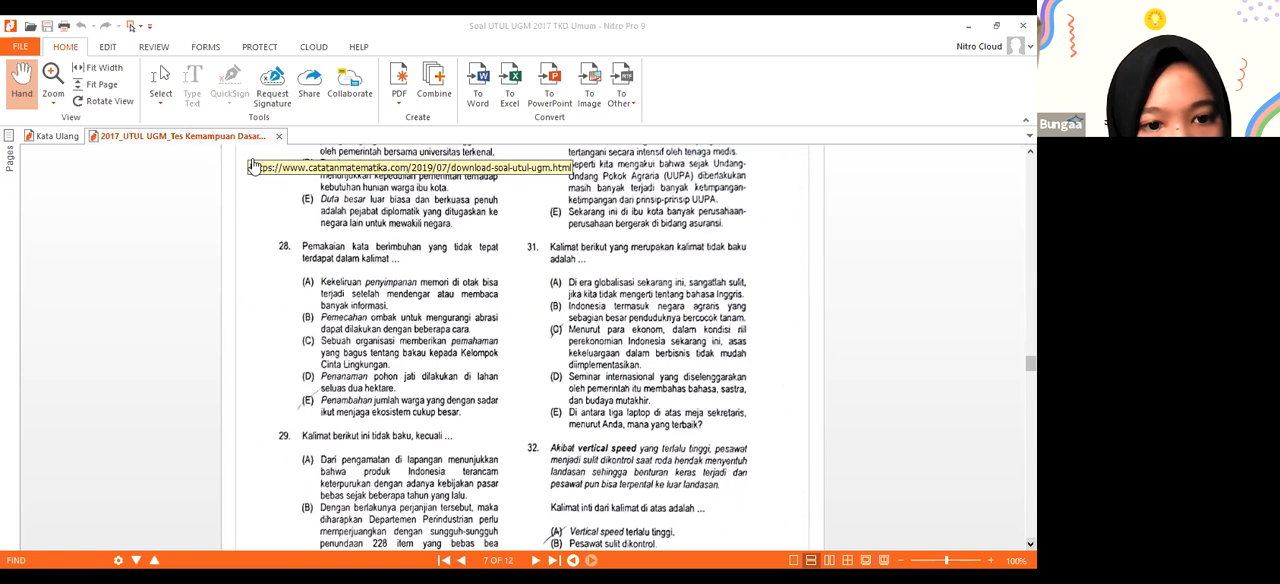 Soal UTUL UGM 2017 TKD Umum - Nitro Pro 9
FILE HOME EDIT REVIEW FORMS PROTECT CLOUD HELP
Nitro Cloud
Hand
Zoom
Fit Width
Fit Page
Rotate View
View
Select
Type Text
QuickSign
Request Signature
Share
Collaborate
Tools
PDF
Combine
Create
To Word
To Excel
To PowerPoint
To Image
To Other
Convert
Bungaa
Kata Ulang
2017_UTUL UGM_Tes Kemampuan Dasar...
Pages
oleh pemerintah bersama universitas terkenal.
ps://www.catatanmatematika.com/2019/07/download-soal-utul-ugm.html
menunjukkan kepedulian pemerintah terhadap
kebutuhan hunian warga ibu kota.
(E) Duta besar luar biasa dan berkuasa penuh
adalah pejabat diplomatik yang ditugaskan ke
negara lain untuk mewakili negara.
28. Pemakaian kata berimbuhan yang tidak tepat
terdapat dalam kalimat ...
(A) Kekeliruan penyimpanan memori di otak bisa
terjadi setelah mendengar atau membaca
banyak informasi.
(B) Pemecahan ombak untuk mengurangi abrasi
dapat dilakukan dengan beberapa cara.
(C) Sebuah organisasi memberikan pemahaman
yang bagus tentang bakau kepada Kelompok
Cinta Lingkungan.
(D) Penanaman pohon jati dilakukan di lahan
seluas dua hektare.
(E) Penambahan jumlah warga yang dengan sadar
ikut menjaga ekosistem cukup besar.
29. Kalimat berikut ini tidak baku, kecuali ...
(A) Dari pengamatan di lapangan menunjukkan
bahwa produk Indonesia terancam
keterpurukan dengan adanya kebijakan pasar
bebas sejak beberapa tahun yang lalu.
(B) Dengan berlakunya perjanjian tersebut, maka
diharapkan Departemen Perindustrian perlu
memperjuangkan dengan sungguh-sungguh
penundaan 228 item yang bebas bea
tertangani secara intensif oleh tenaga medis.
eperti kita mengakui bahwa sejak Undang-
Undang Pokok Agraria (UUPA) diberlakukan
masih banyak terjadi banyak ketimpangan-
ketimpangan dari prinsip-prinsip UUPA.
(E) Sekarang ini di ibu kota banyak perusahaan-
perusahaan bergerak di bidang asuransi.
31. Kalimat berikut yang merupakan kalimat tidak baku
adalah ...
(A) Di era globalisasi sekarang ini, sangatlah sulit,
jika kita tidak mengerti tentang bahasa Inggris.
(B) Indonesia termasuk negara agraris yang
sebagian besar penduduknya bercocok tanam.
(C) Menurut para ekonom, dalam kondisi riil
perekonomian Indonesia sekarang ini, asas
kekeluargaan dalam berbisnis tidak mudah
diimplementasikan.
(D) Seminar internasional yang diselenggarakan
oleh pemerintah itu membahas bahasa, sastra,
dan budaya mutakhir.
(E) Di antara tiga laptop di atas meja sekretaris,
menurut Anda, mana yang terbaik?
32. Akibat vertical speed yang terlalu tinggi, pesawat
menjadi sulit dikontrol saat roda hendak menyentuh
landasan sehingga benturan keras terjadi dan
pesawat pun bisa terpental ke luar landasan.
Kalimat inti dari kalimat di atas adalah ...
(A) Vertical speed terlalu tinggi.
(B) Pesawat sulit dikontrol.
FIND
7 OF 12
100%